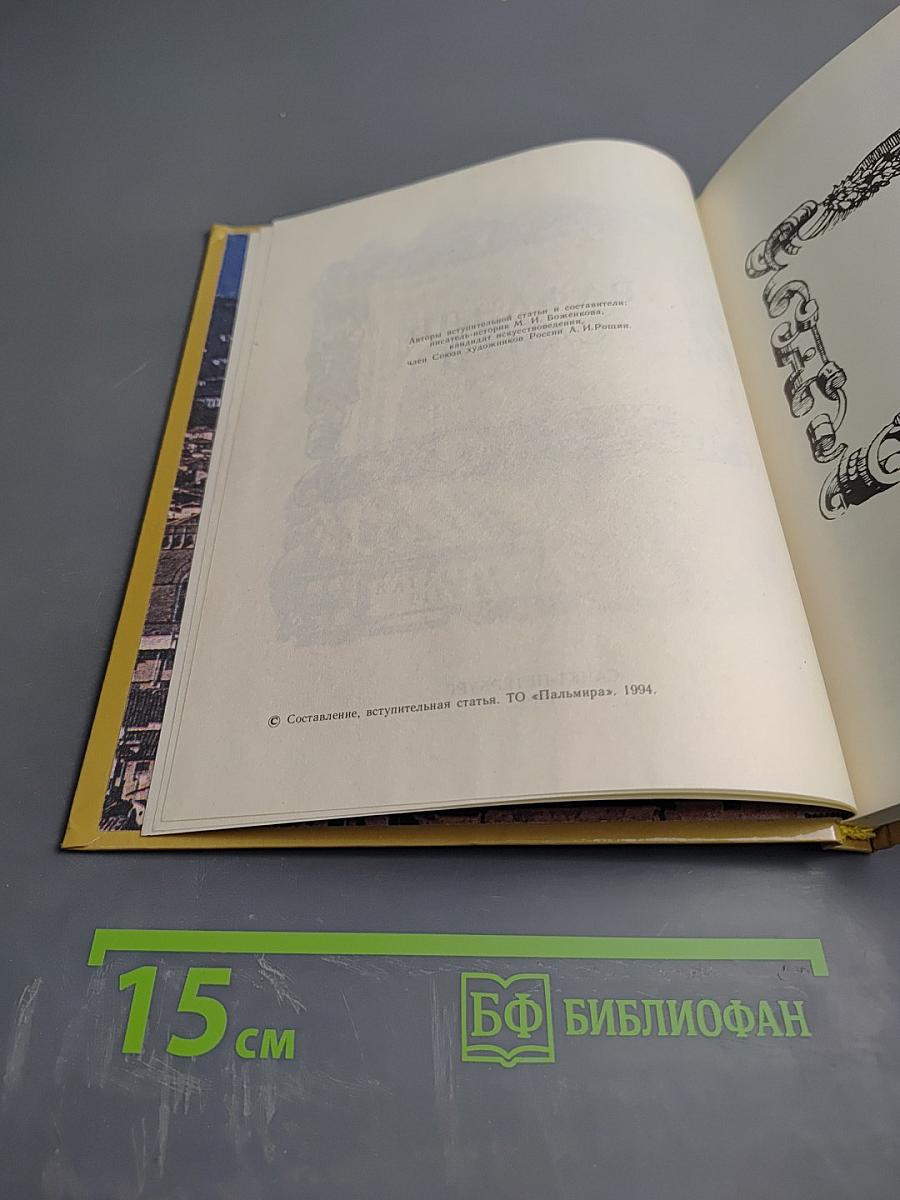 Авторы вступительной статьи и составители:
писатель-историк М. И. Боженкова,
кандидат искусствоведения,
член Союза художников России А. И. Рощин.
© Составление, вступительная статья. ТО «Пальмира», 1994.
15 см
БФ БИБЛИОФАН